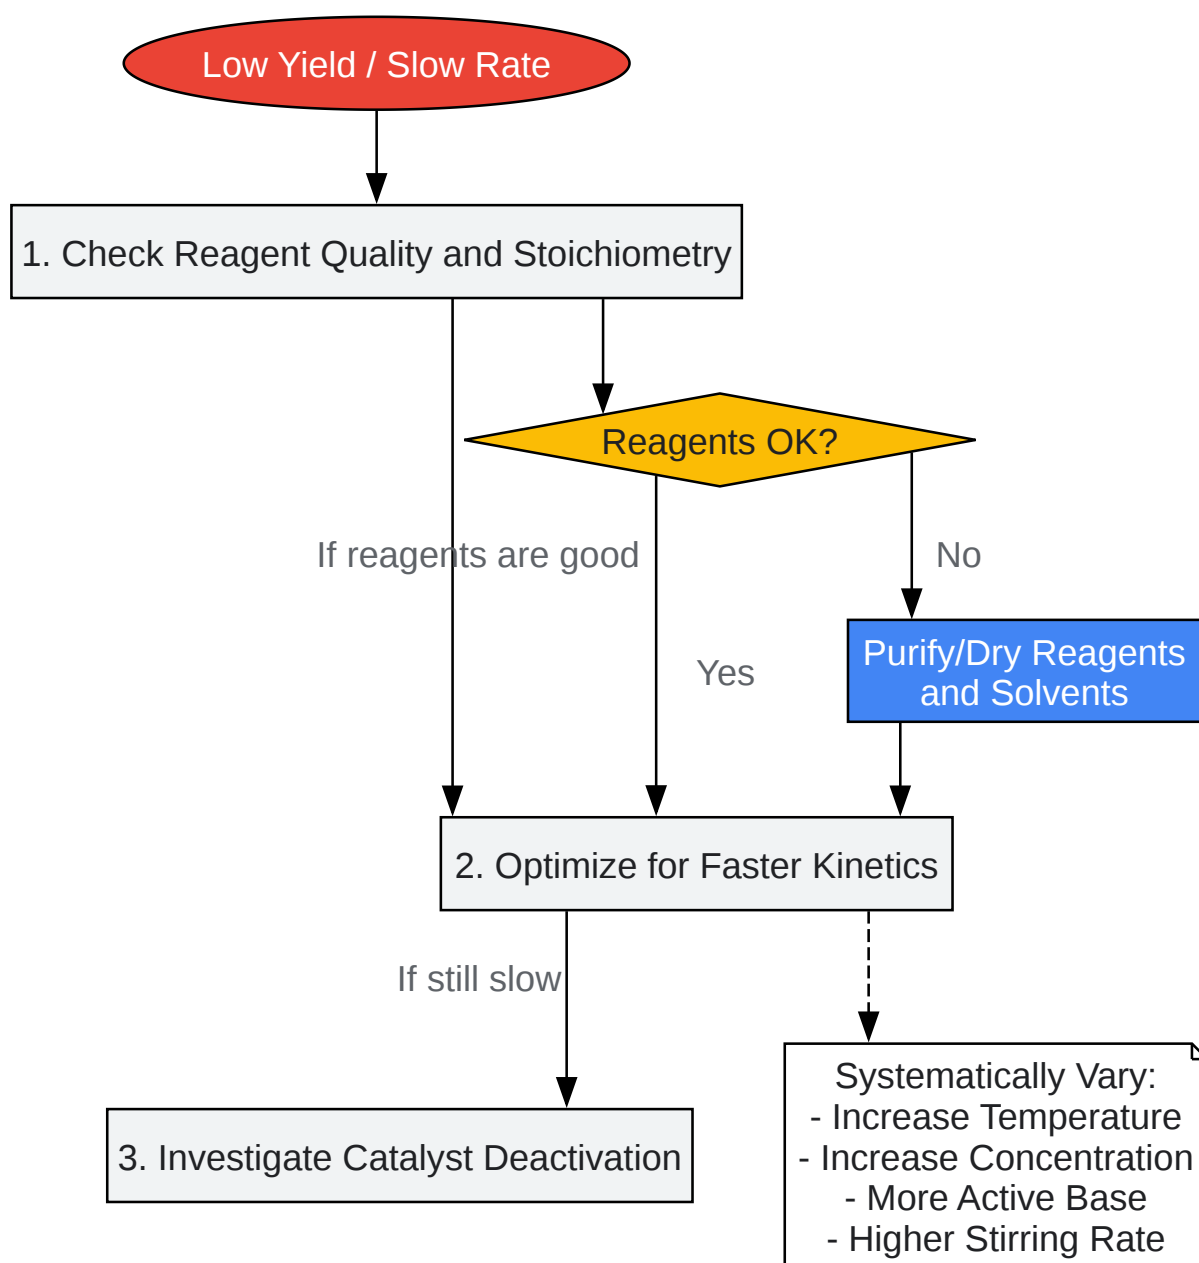 Low Yield / Slow Rate
1. Check Reagent Quality and Stoichiometry
Reagents OK?
If reagents are good
No
Yes
Purify/Dry Reagents
and Solvents
2. Optimize for Faster Kinetics
If still slow
Systematically Vary:
- Increase Temperature
- Increase Concentration
- More Active Base
- Higher Stirring Rate
3. Investigate Catalyst Deactivation